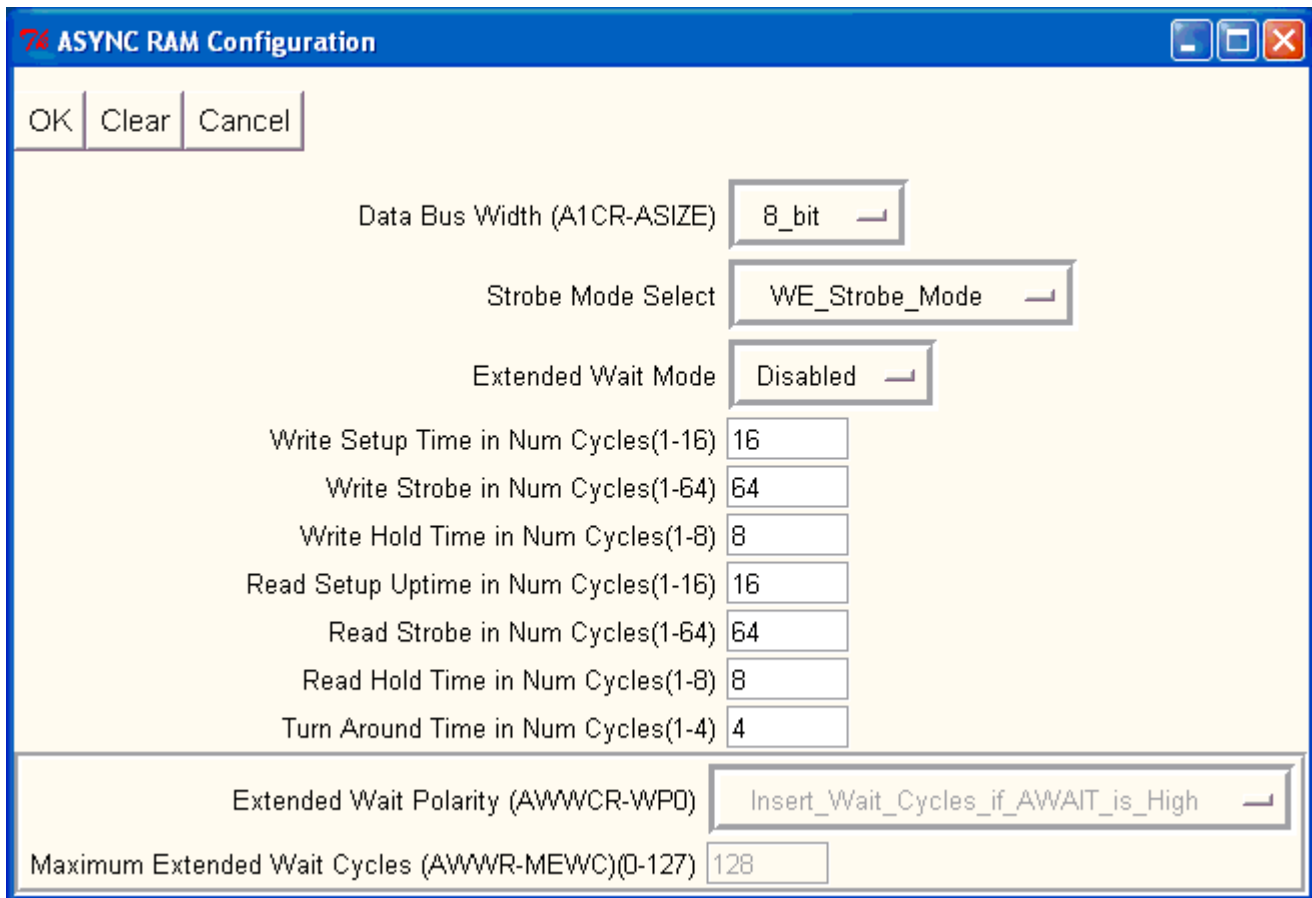 ASYNC RAM Configuration
OK Clear Cancel
Data Bus Width (A1CR-ASIZE) 8_bit
Strobe Mode Select WE_Strobe_Mode
Extended Wait Mode Disabled
Write Setup Time in Num Cycles(1-16) 16
Write Strobe in Num Cycles(1-64) 64
Write Hold Time in Num Cycles(1-8) 8
Read Setup Uptime in Num Cycles(1-16) 16
Read Strobe in Num Cycles(1-64) 64
Read Hold Time in Num Cycles(1-8) 8
Turn Around Time in Num Cycles(1-4) 4
Extended Wait Polarity (AWWCR-WP0) Insert_Wait_Cycles_if_AWAIT_is_High
Maximum Extended Wait Cycles (AWWR-MEWC)(0-127) 128